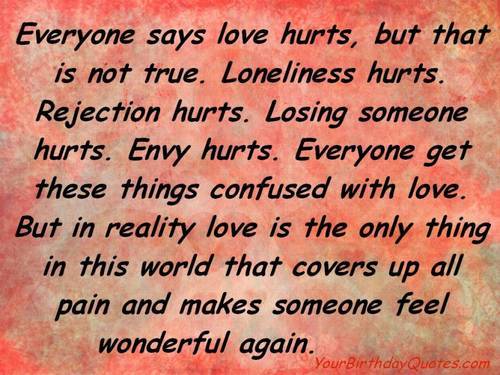 Everyone says love hurts, but that
is not true. Loneliness hurts.
Rejection hurts. Losing someone
hurts. Envy hurts. Everyone get
these things confused with love.
But in reality love is the only thing
in this world that covers up all
pain and makes someone feel
wonderful again.
YourBirthdayQuotes.com